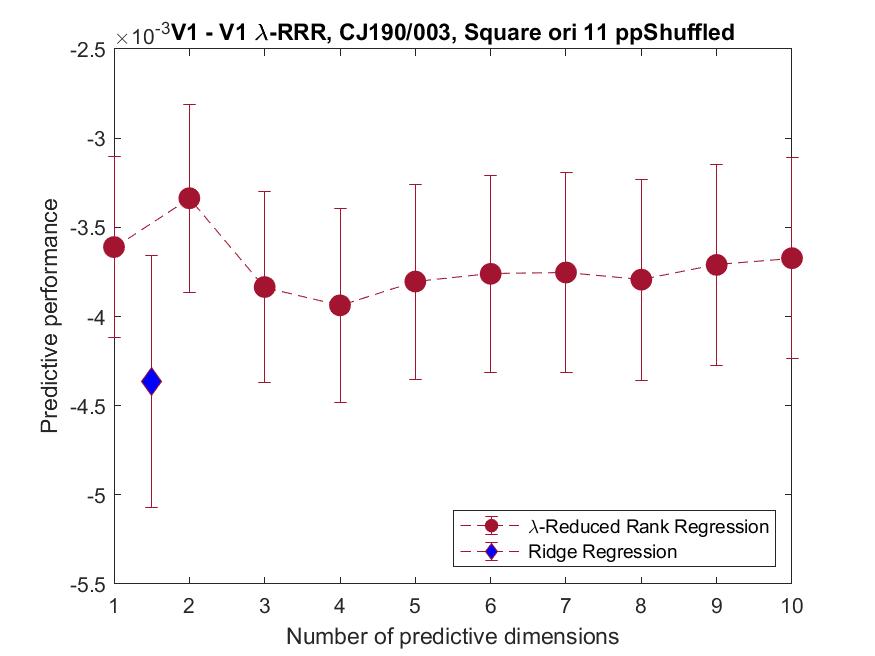 ×10-3
V1 - V1 λ-RRR, CJ190/003, Square ori 11 ppShuffled
-2.5
-3
-3.5
-4
-4.5
-5
-5.5
Predictive performance
1 2 3 4 5 6 7 8 9 10
Number of predictive dimensions
λ-Reduced Rank Regression
Ridge Regression